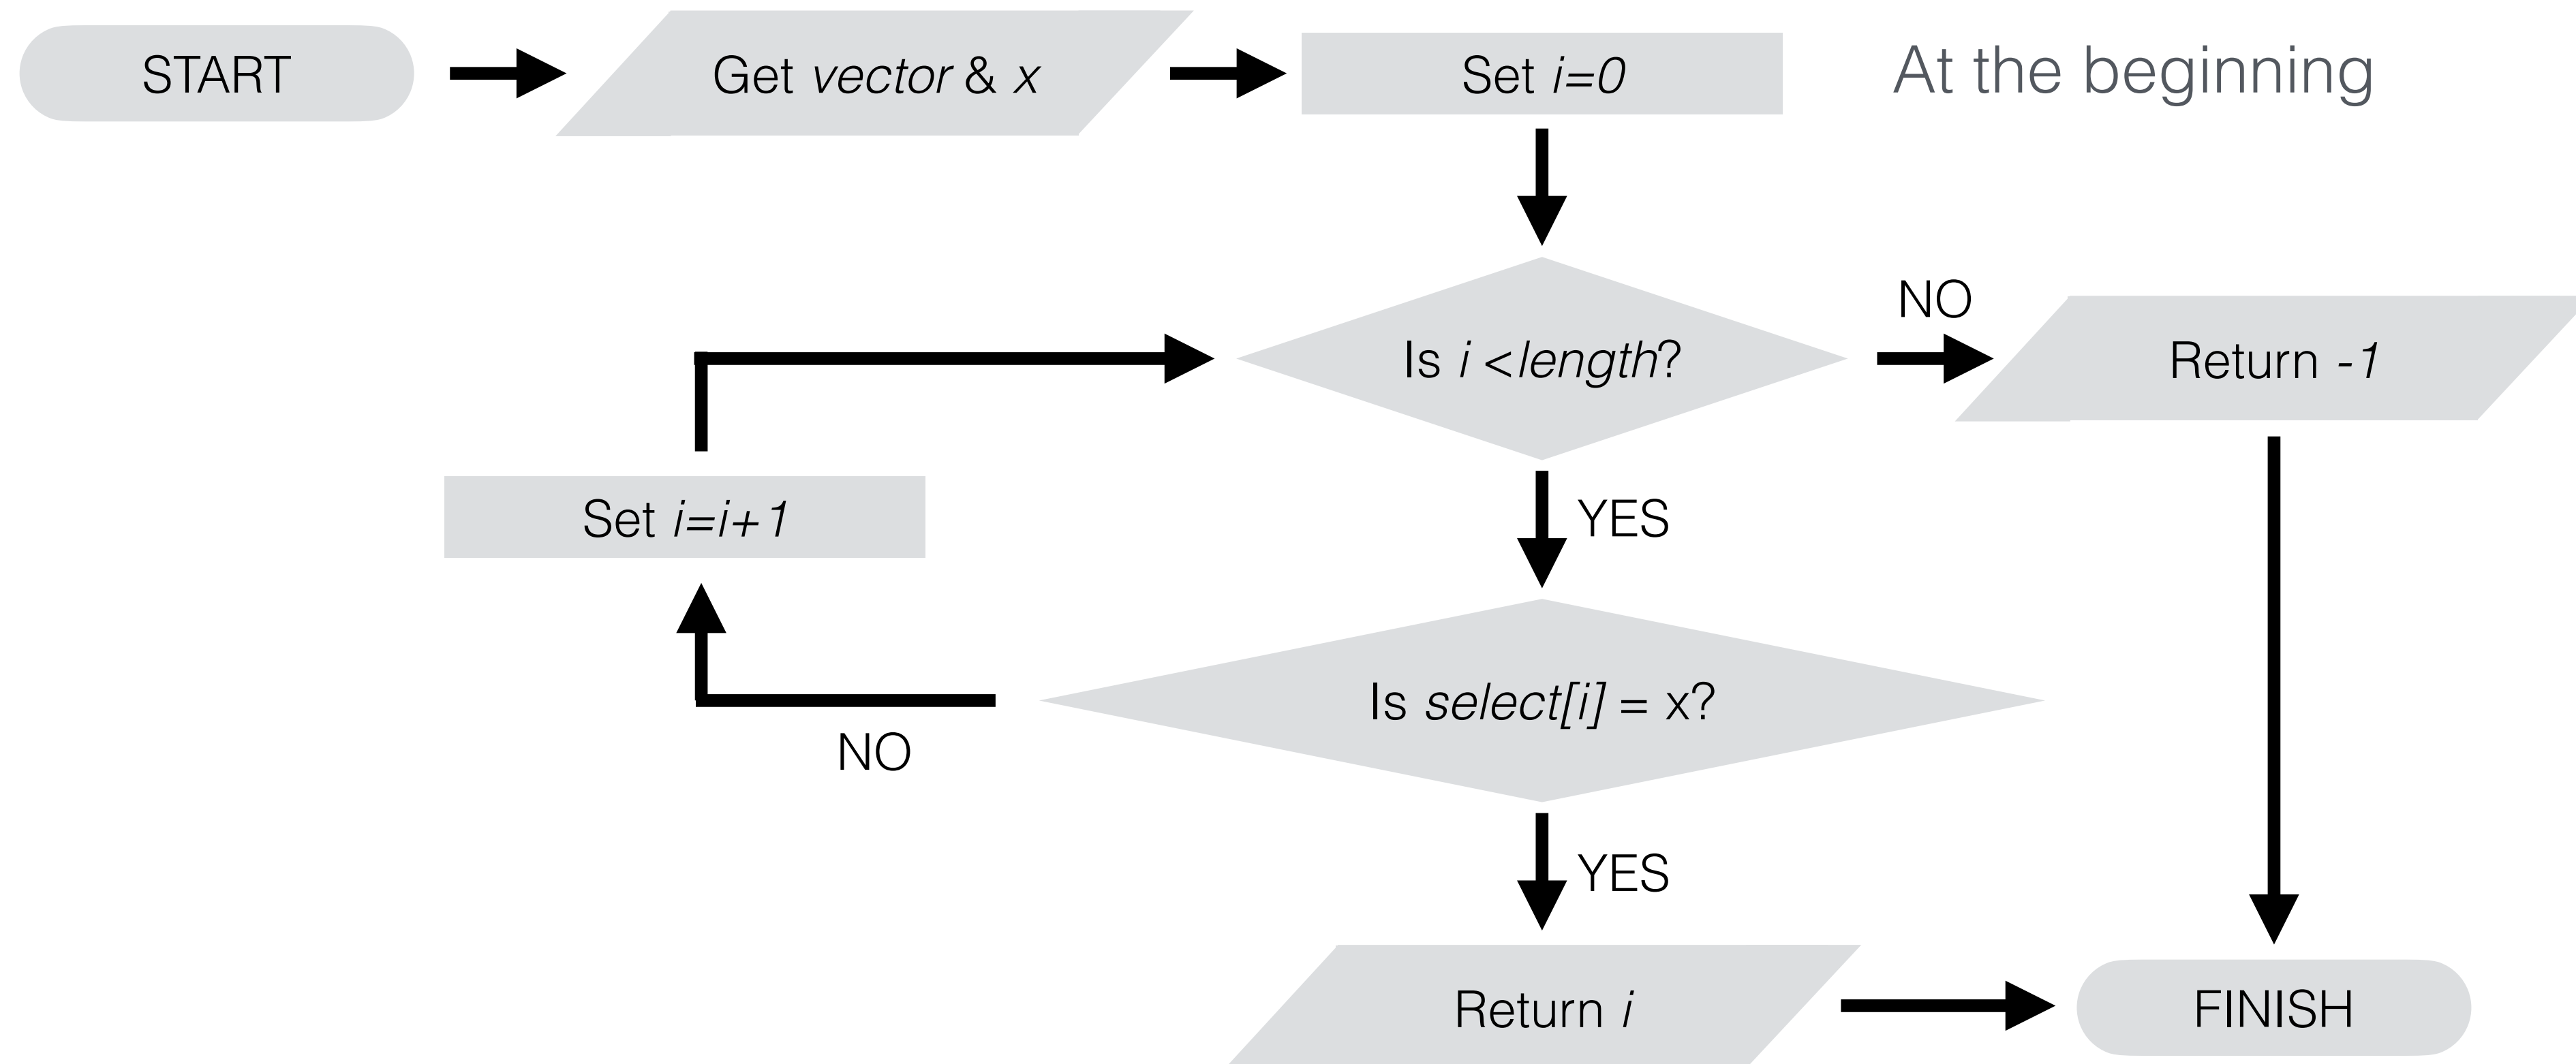 START
Get vector & x
Set i=0
At the beginning
Is i <length?
NO
Return -1
Set i=i+1
YES
Is select[i] = x?
NO
YES
Return i
FINISH